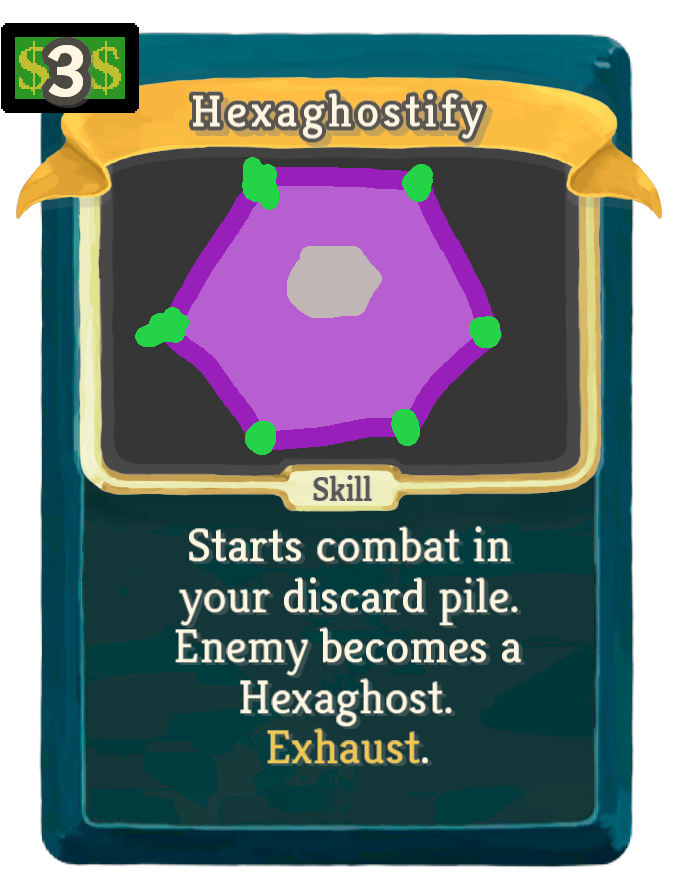 $3$
Hexaghostify
Skill
Starts combat in
your discard pile.
Enemy becomes a
Hexaghost.
Exhaust.